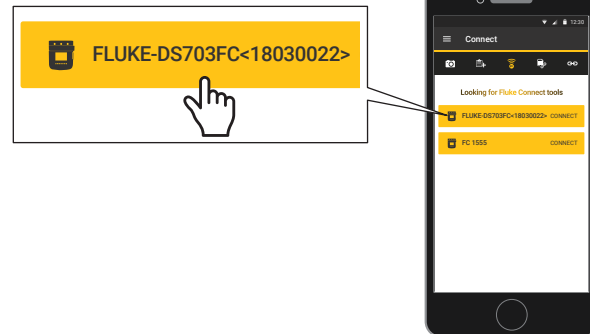 FLUKE-DS703FC<18030022>
12:30
Connect
Looking for Fluke Connect tools
FLUKE-DS703FC<18030022> CONNECT
FC 1555 CONNECT